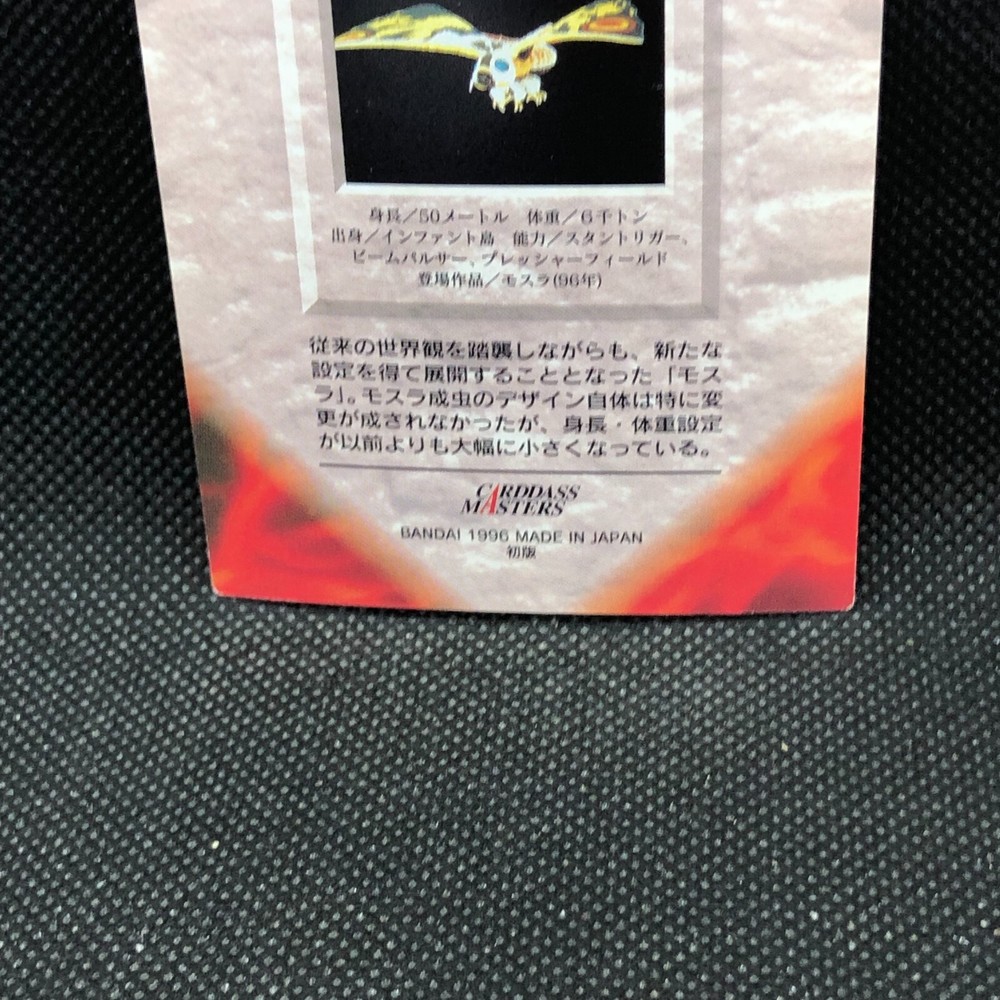 身長／50メートル　体重／6千トン
出身／インファント島　能力／スタントリガー、
ビームパルサー、プレッシャーフィールド
登場作品／モスラ(96年)
従来の世界観を踏襲しながらも、新たな
設定を得て展開することとなった「モス
ラ」。モスラ成虫のデザイン自体は特に変
更が成されなかったが、身長・体重設定
が以前よりも大幅に小さくなっている。
CARDDASS
MASTERS
BANDAI 1996 MADE IN JAPAN
初版